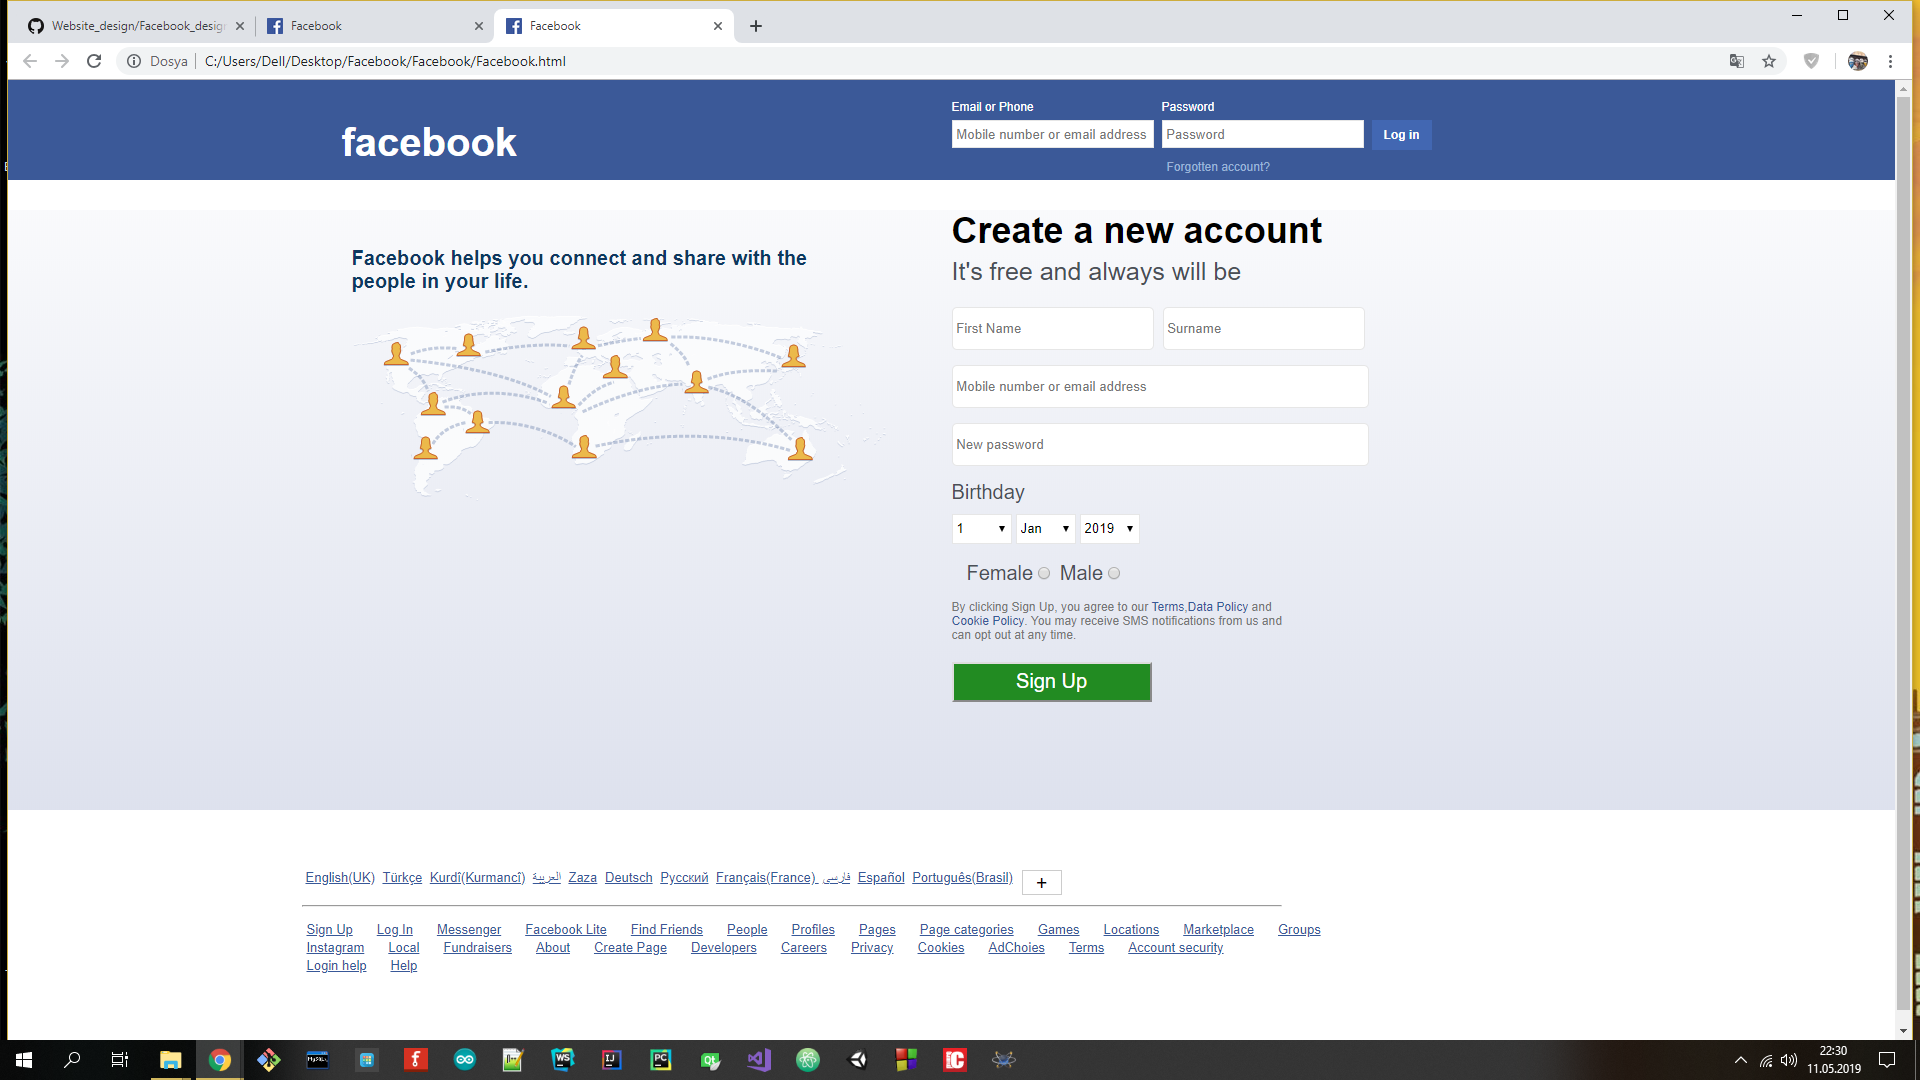 Website_design/Facebook_desig
Facebook
Facebook
Dosya
C:/Users/Dell/Desktop/Facebook/Facebook/Facebook.html
Email or Phone
Password
facebook
Mobile number or email address
Password
Log in
Forgotten account?
Create a new account
It's free and always will be
Facebook helps you connect and share with the
people in your life.
First Name
Surname
Mobile number or email address
New password
Birthday
1
Jan
2019
Female
Male
By clicking Sign Up, you agree to our Terms,Data Policy and
Cookie Policy. You may receive SMS notifications from us and
can opt out at any time.
Sign Up
English(UK) Türkçe Kurdî(Kurmancî) العربية Zaza Deutsch Русский Français(France) فارسی Español Português(Brasil) +
Sign Up Log In Messenger Facebook Lite Find Friends People Profiles Pages Page categories Games Locations Marketplace Groups
Instagram Local Fundraisers About Create Page Developers Careers Privacy Cookies AdChoies Terms Account security
Login help Help
22:30
11.05.2019